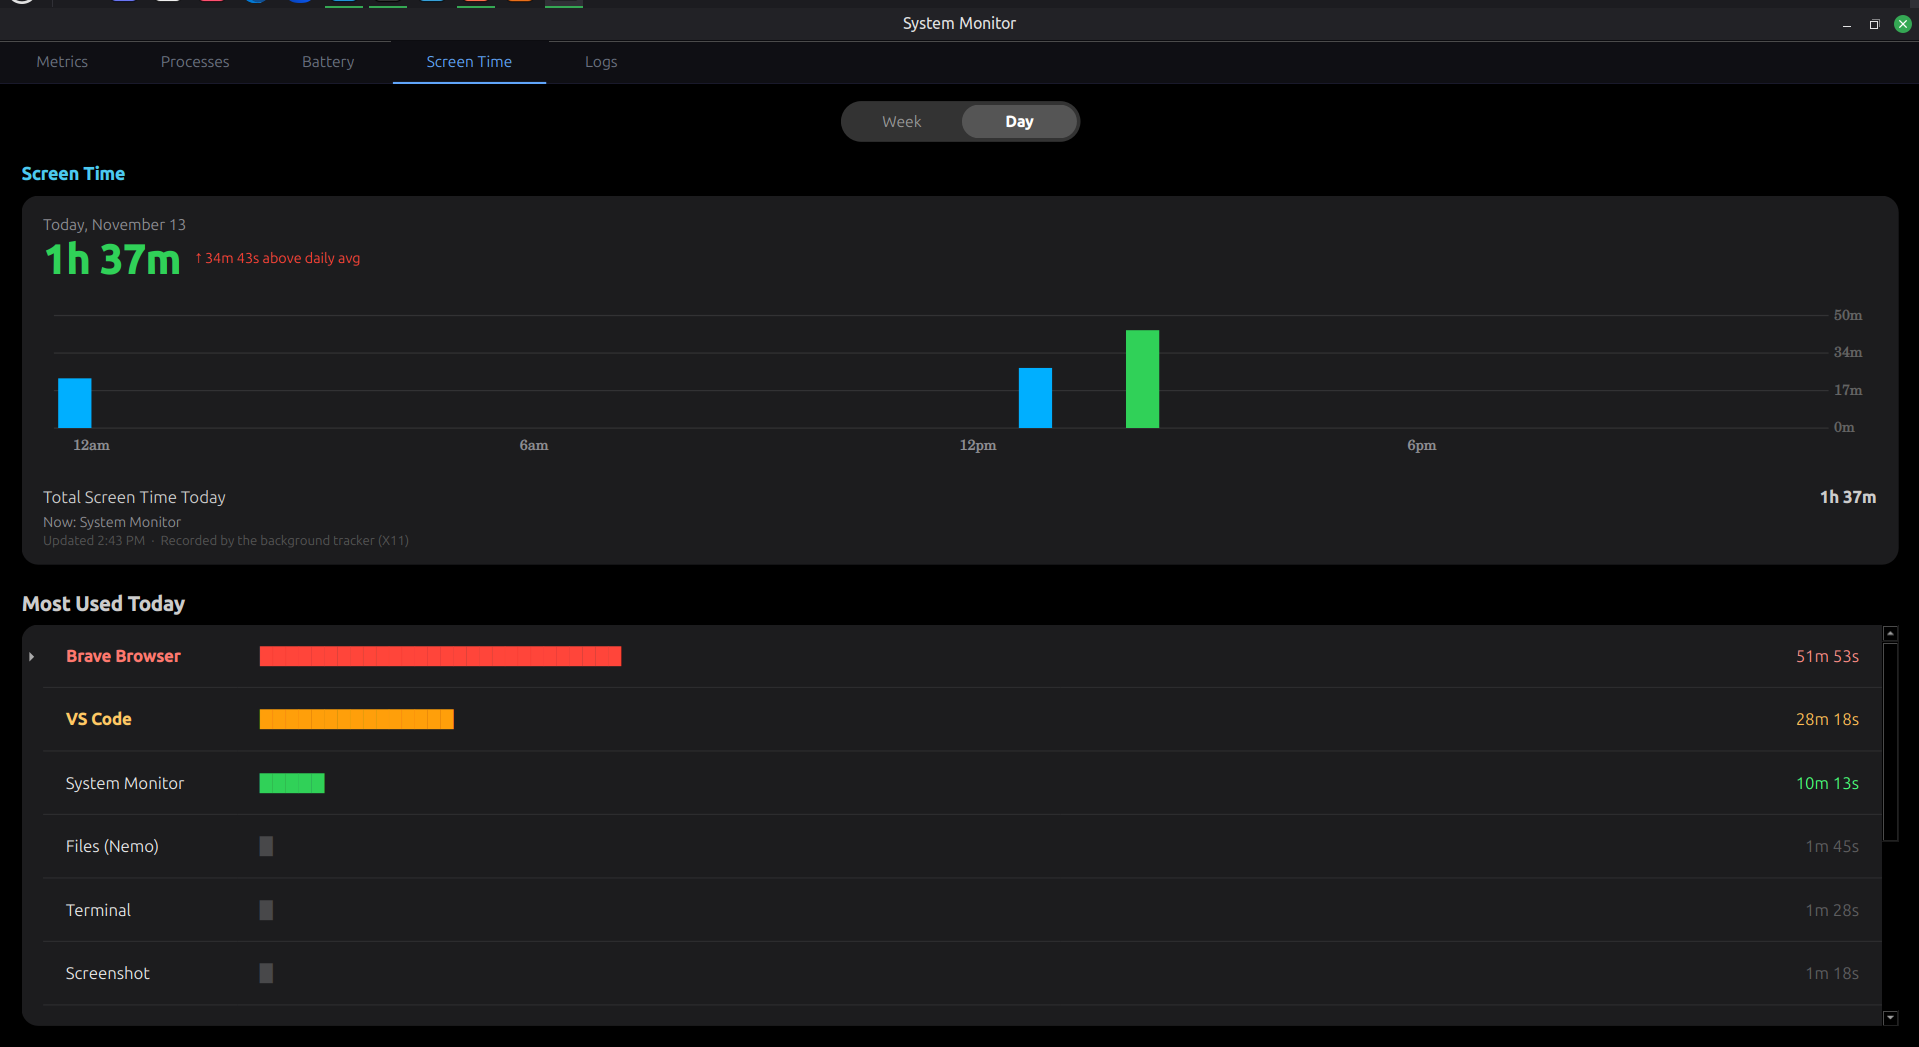 System Monitor
Metrics Processes Battery Screen Time Logs
Week Day
Screen Time
Today, November 13
1h 37m ↑ 34m 43s above daily avg
50m
34m
17m
0m
12am 6am 12pm 6pm
Total Screen Time Today 1h 37m
Now: System Monitor
Updated 2:43 PM · Recorded by the background tracker (X11)
Most Used Today
Brave Browser 51m 53s
VS Code 28m 18s
System Monitor 10m 13s
Files (Nemo) 1m 45s
Terminal 1m 28s
Screenshot 1m 18s